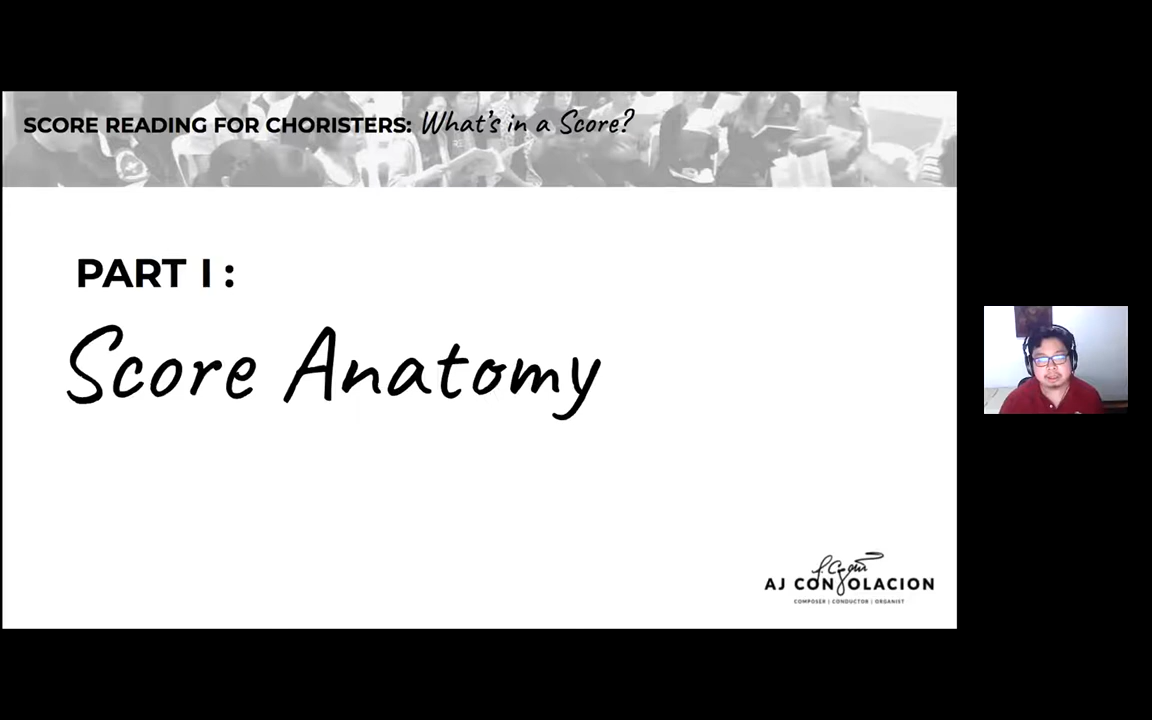 SCORE READING FOR CHORISTERS: What's in a Score?
PART I :
Score Anatomy
AJ CONSOLACION
COMPOSER | CONDUCTOR | ORGANIST